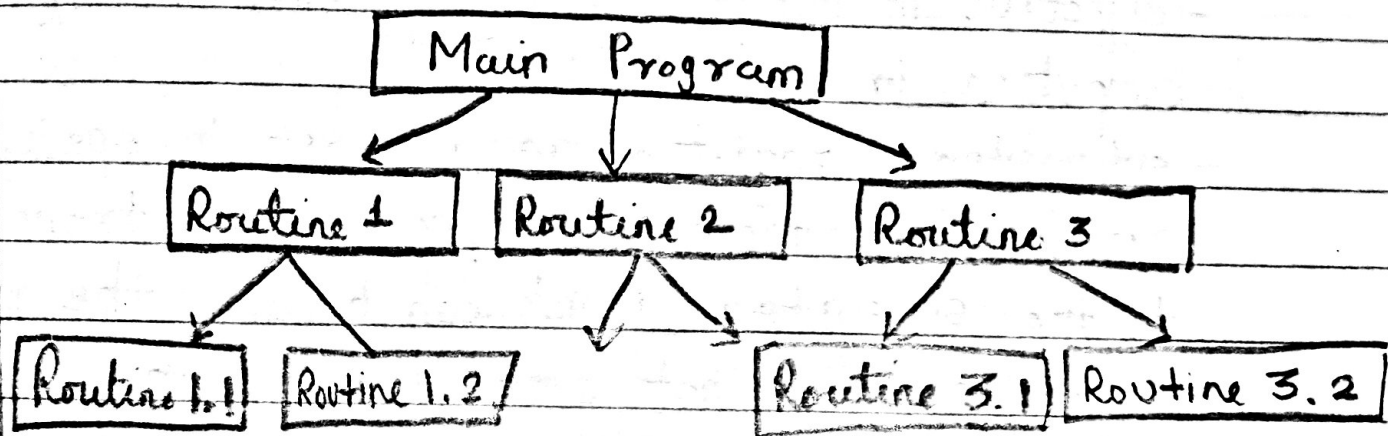 Main Program
Routine 1 Routine 2 Routine 3
Routine 1.1 Routine 1.2 Routine 3.1 Routine 3.2